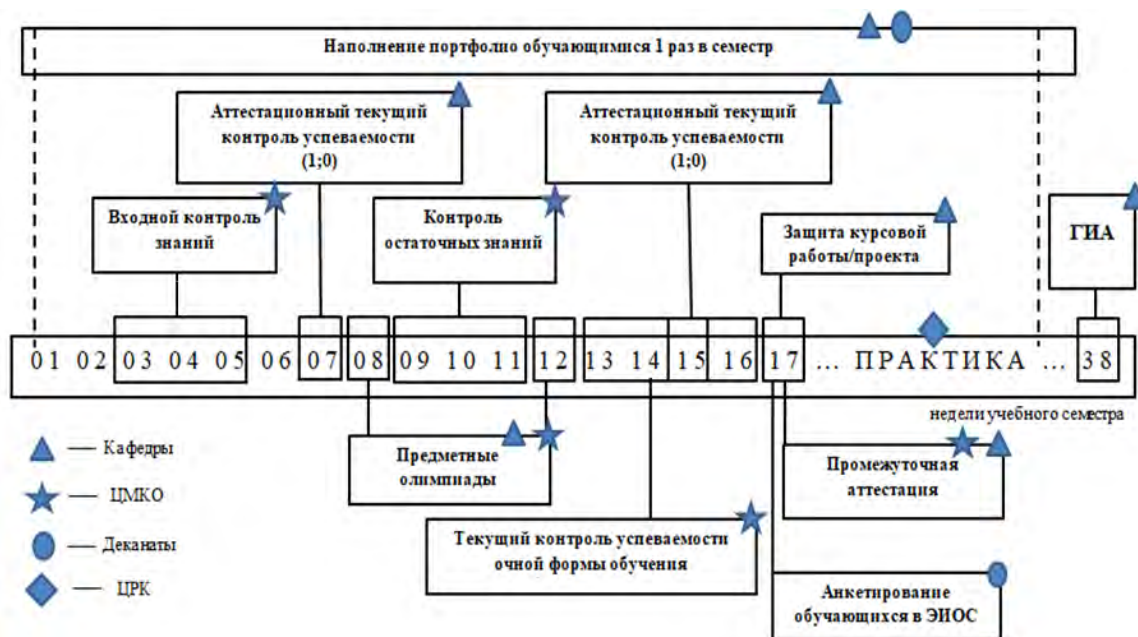 Наполнение портфолио обучающимися 1 раз в семестр
Аттестационный текущий
контроль успеваемости
(1;0)
Аттестационный текущий
контроль успеваемости
(1;0)
Входной контроль
знаний
Контроль
остаточных знаний
Защита курсовой
работы/проекта
ГИА
01 02 03 04 05 06 07 08 09 10 11 12 13 14 15 16 17 ... ПРАКТИКА ... 38
недели учебного семестра
Кафедры
ЦМКО
Деканаты
ЦРК
Предметные
олимпиады
Промежуточная
аттестация
Текущий контроль успеваемости
очной формы обучения
Анкетирование
обучающихся в ЭИОС